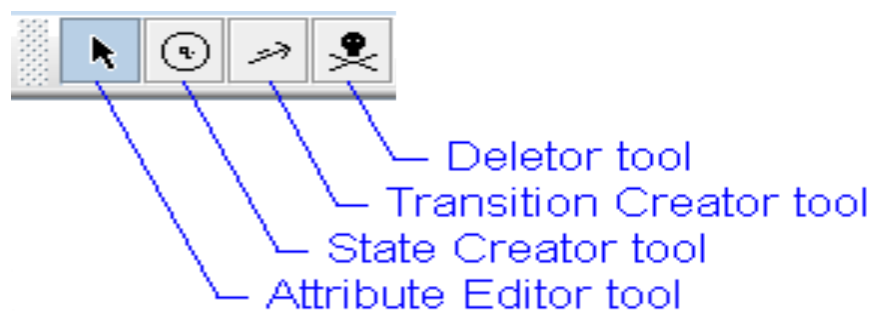 q.
Deletor tool
Transition Creator tool
State Creator tool
Attribute Editor tool